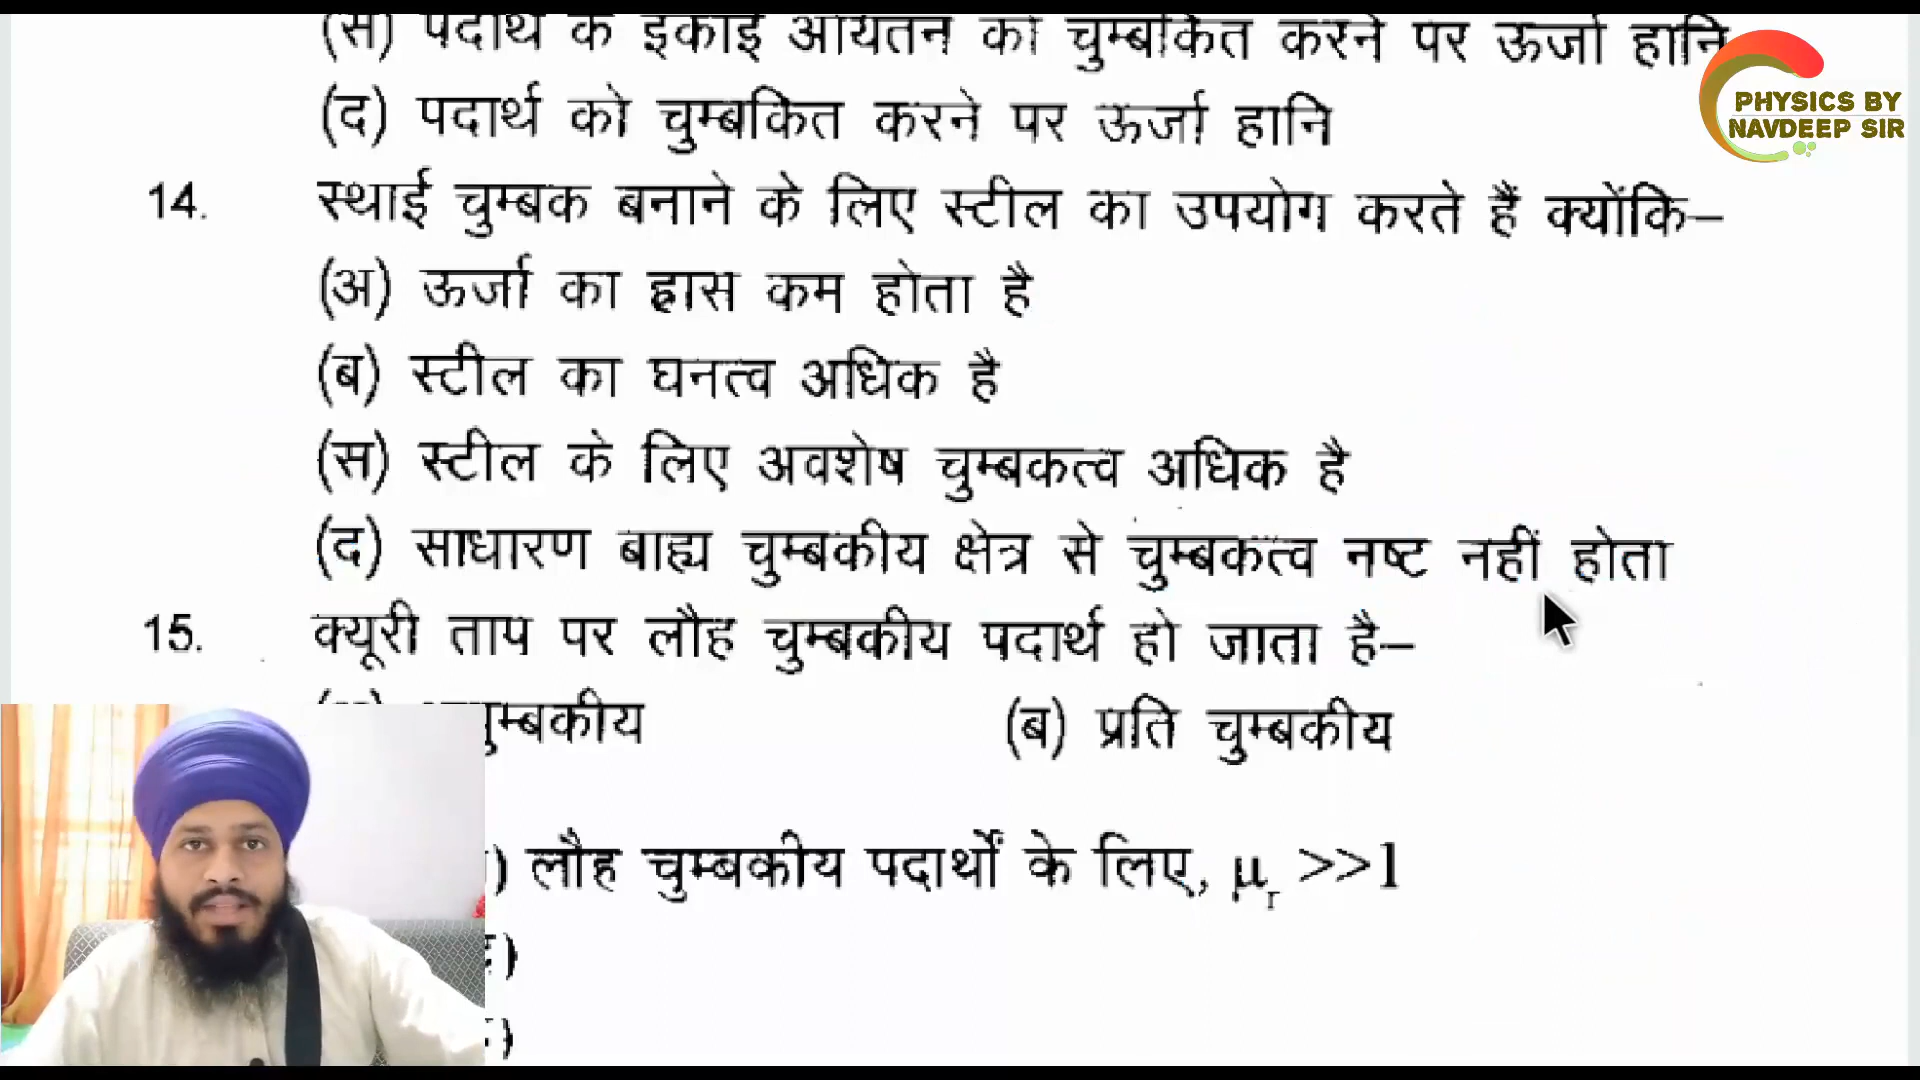 (स) पदार्थ के इकाई आयतन को चुम्बकित करने पर ऊर्जा हानि
PHYSICS BY
NAVDEEP SIR
(द) पदार्थ को चुम्बकित करने पर ऊर्जा हानि
14. स्थाई चुम्बक बनाने के लिए स्टील का उपयोग करते हैं क्योंकि–
(अ) ऊर्जा का ह्रास कम होता है
(ब) स्टील का घनत्व अधिक है
(स) स्टील के लिए अवशेष चुम्बकत्व अधिक है
(द) साधारण बाह्य चुम्बकीय क्षेत्र से चुम्बकत्व नष्ट नहीं होता
15. क्यूरी ताप पर लौह चुम्बकीय पदार्थ हो जाता है–
(ब) प्रति चुम्बकीय
) लौह चुम्बकीय पदार्थों के लिए, μr >>1